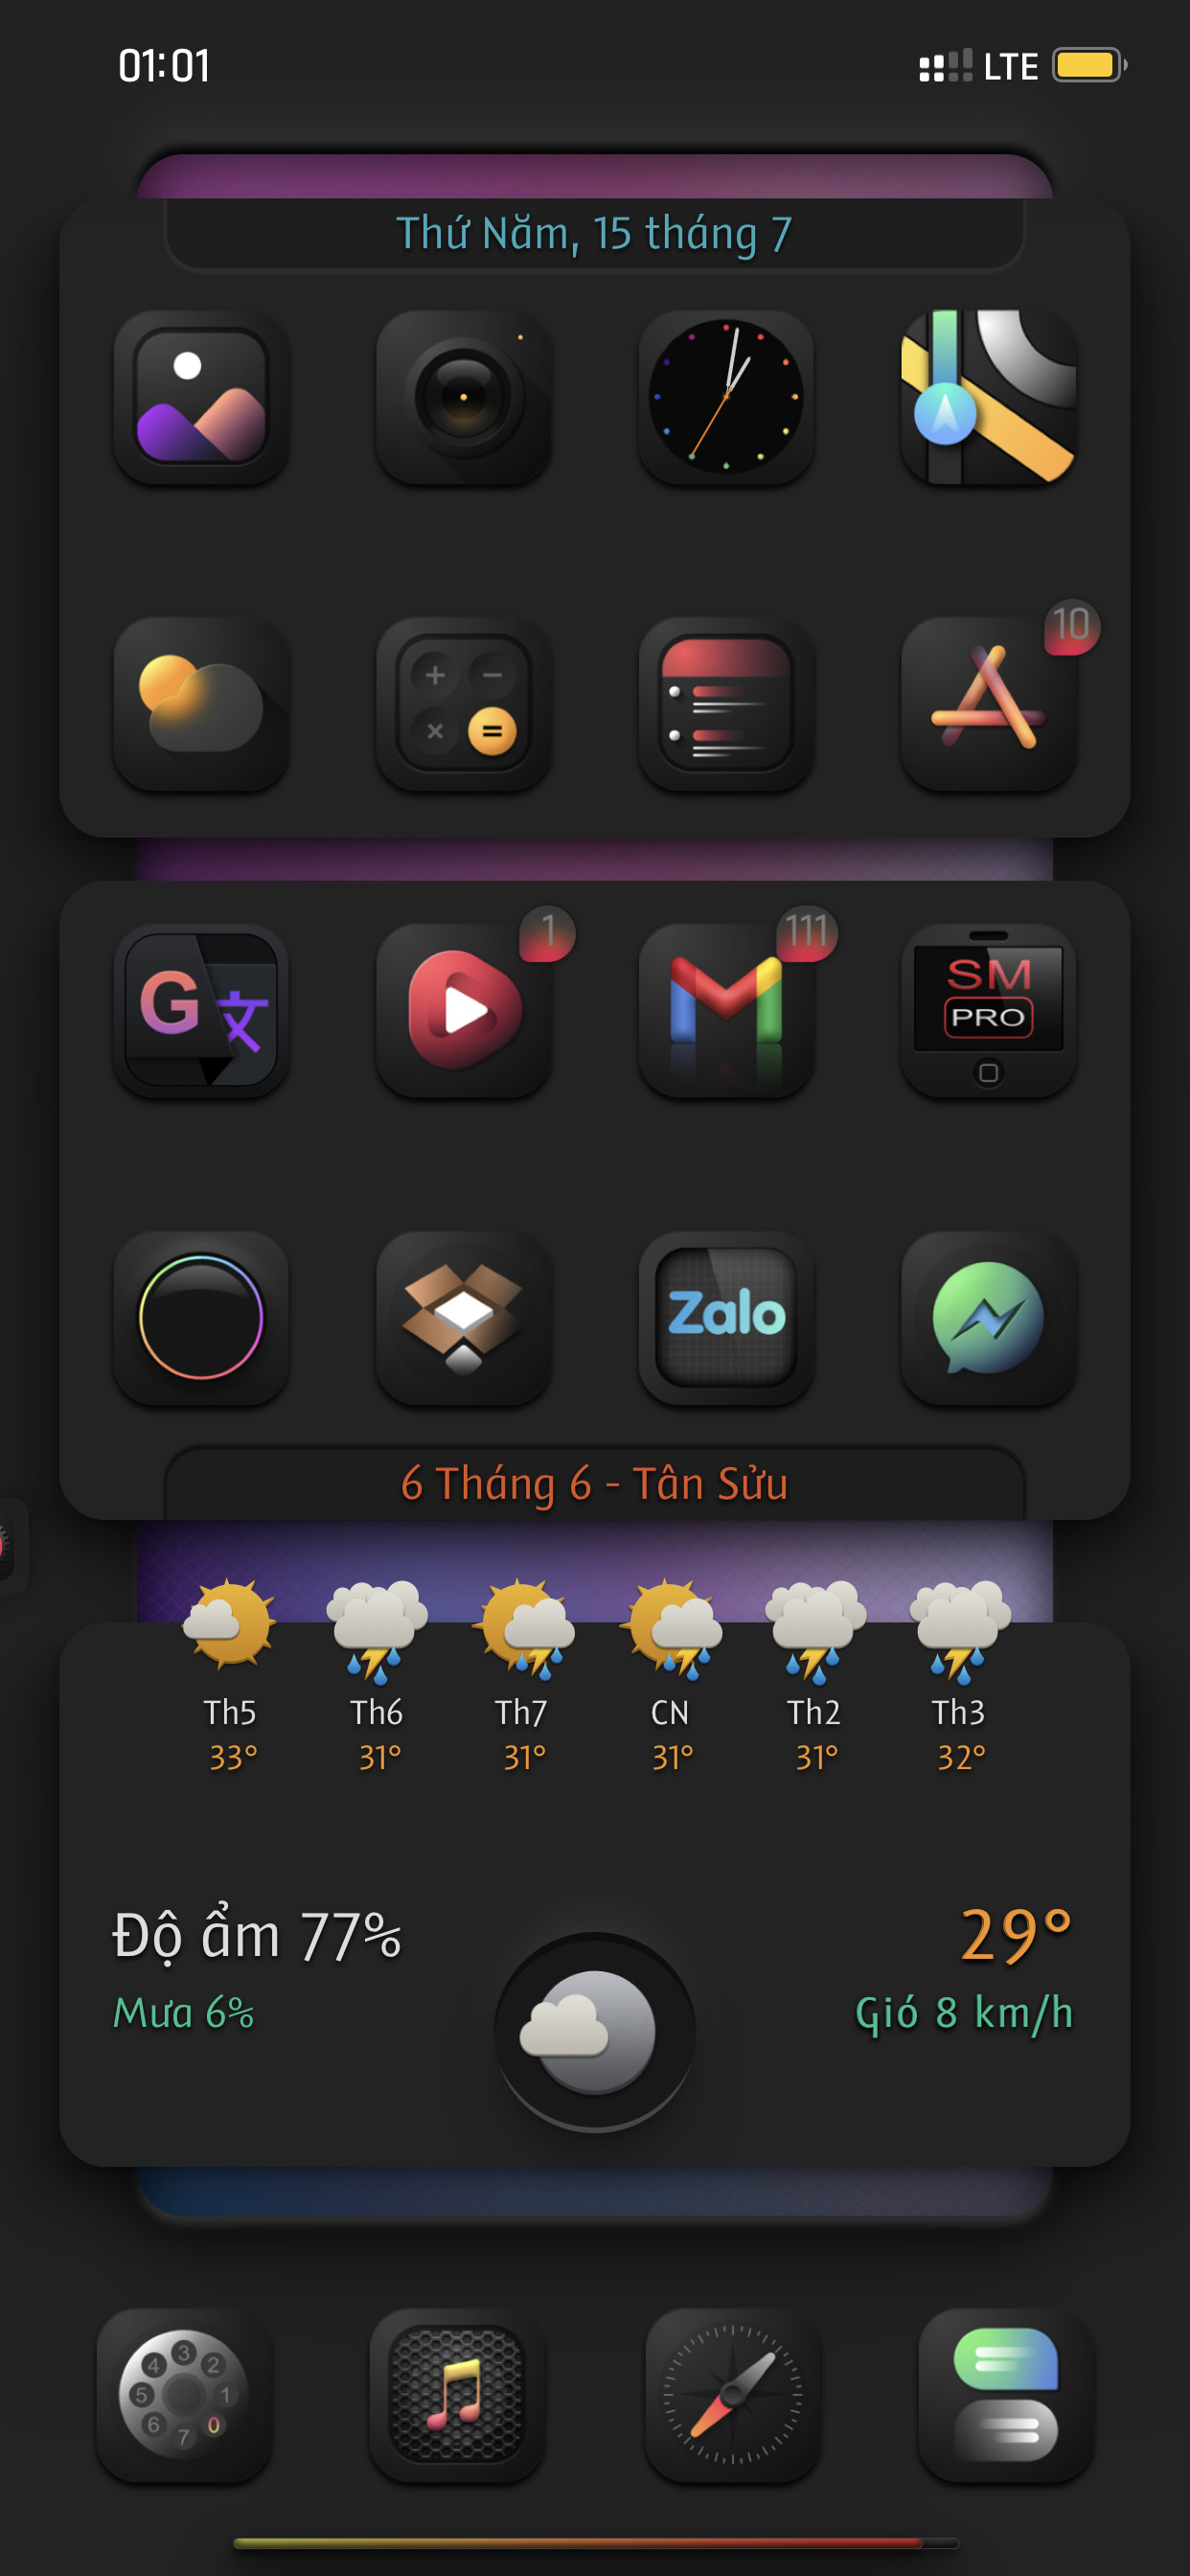 01:01
LTE
Thứ Năm, 15 tháng 7
10
1
111
G 文
SM
PRO
Zalo
6 Tháng 6 - Tân Sửu
Th5 Th6 Th7 CN Th2 Th3
33° 31° 31° 31° 31° 32°
Độ ẩm 77%
29°
Mưa 6%
Gió 8 km/h
3
4 2
5 1
6 0
7